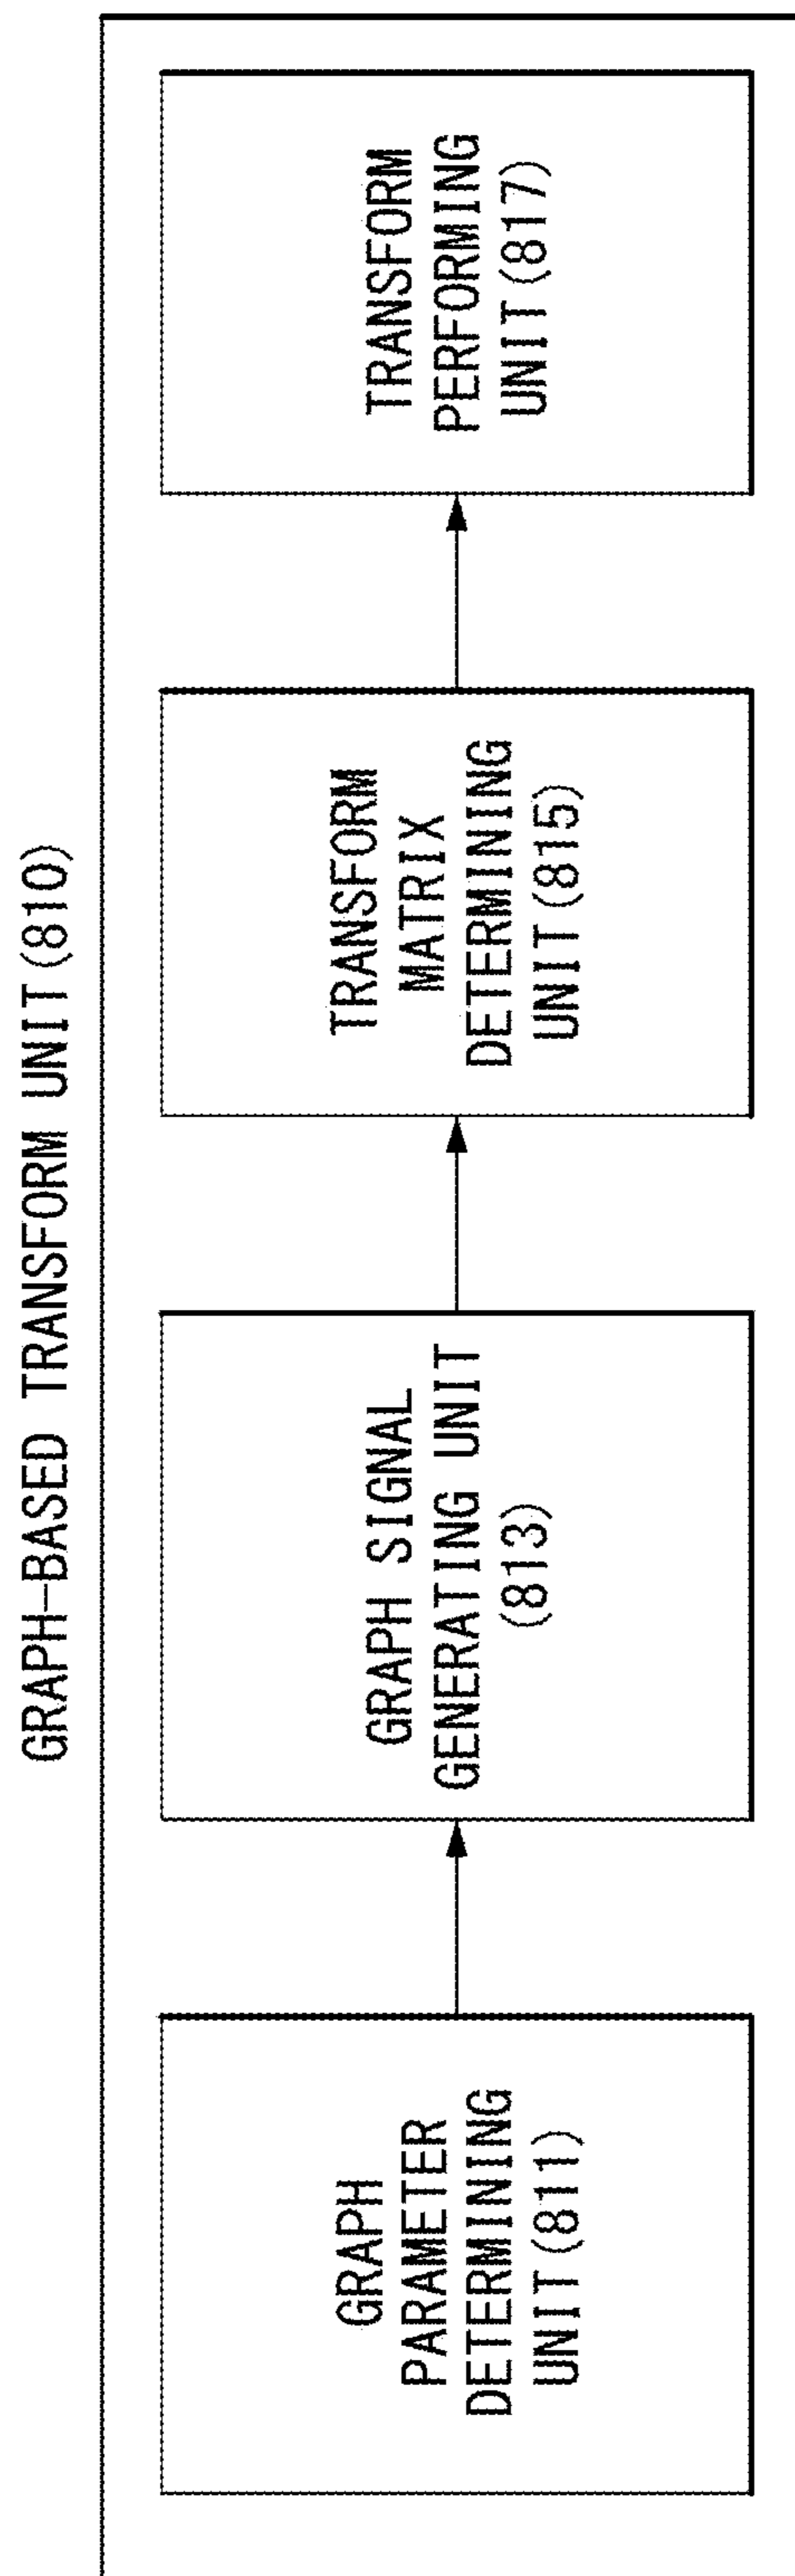 GRAPH-BASED TRANSFORM UNIT(810)
GRAPH
PARAMETER
DETERMINING
UNIT(811)
GRAPH SIGNAL
GENERATING UNIT
(813)
TRANSFORM
MATRIX
DETERMINING
UNIT(815)
TRANSFORM
PERFORMING
UNIT(817)